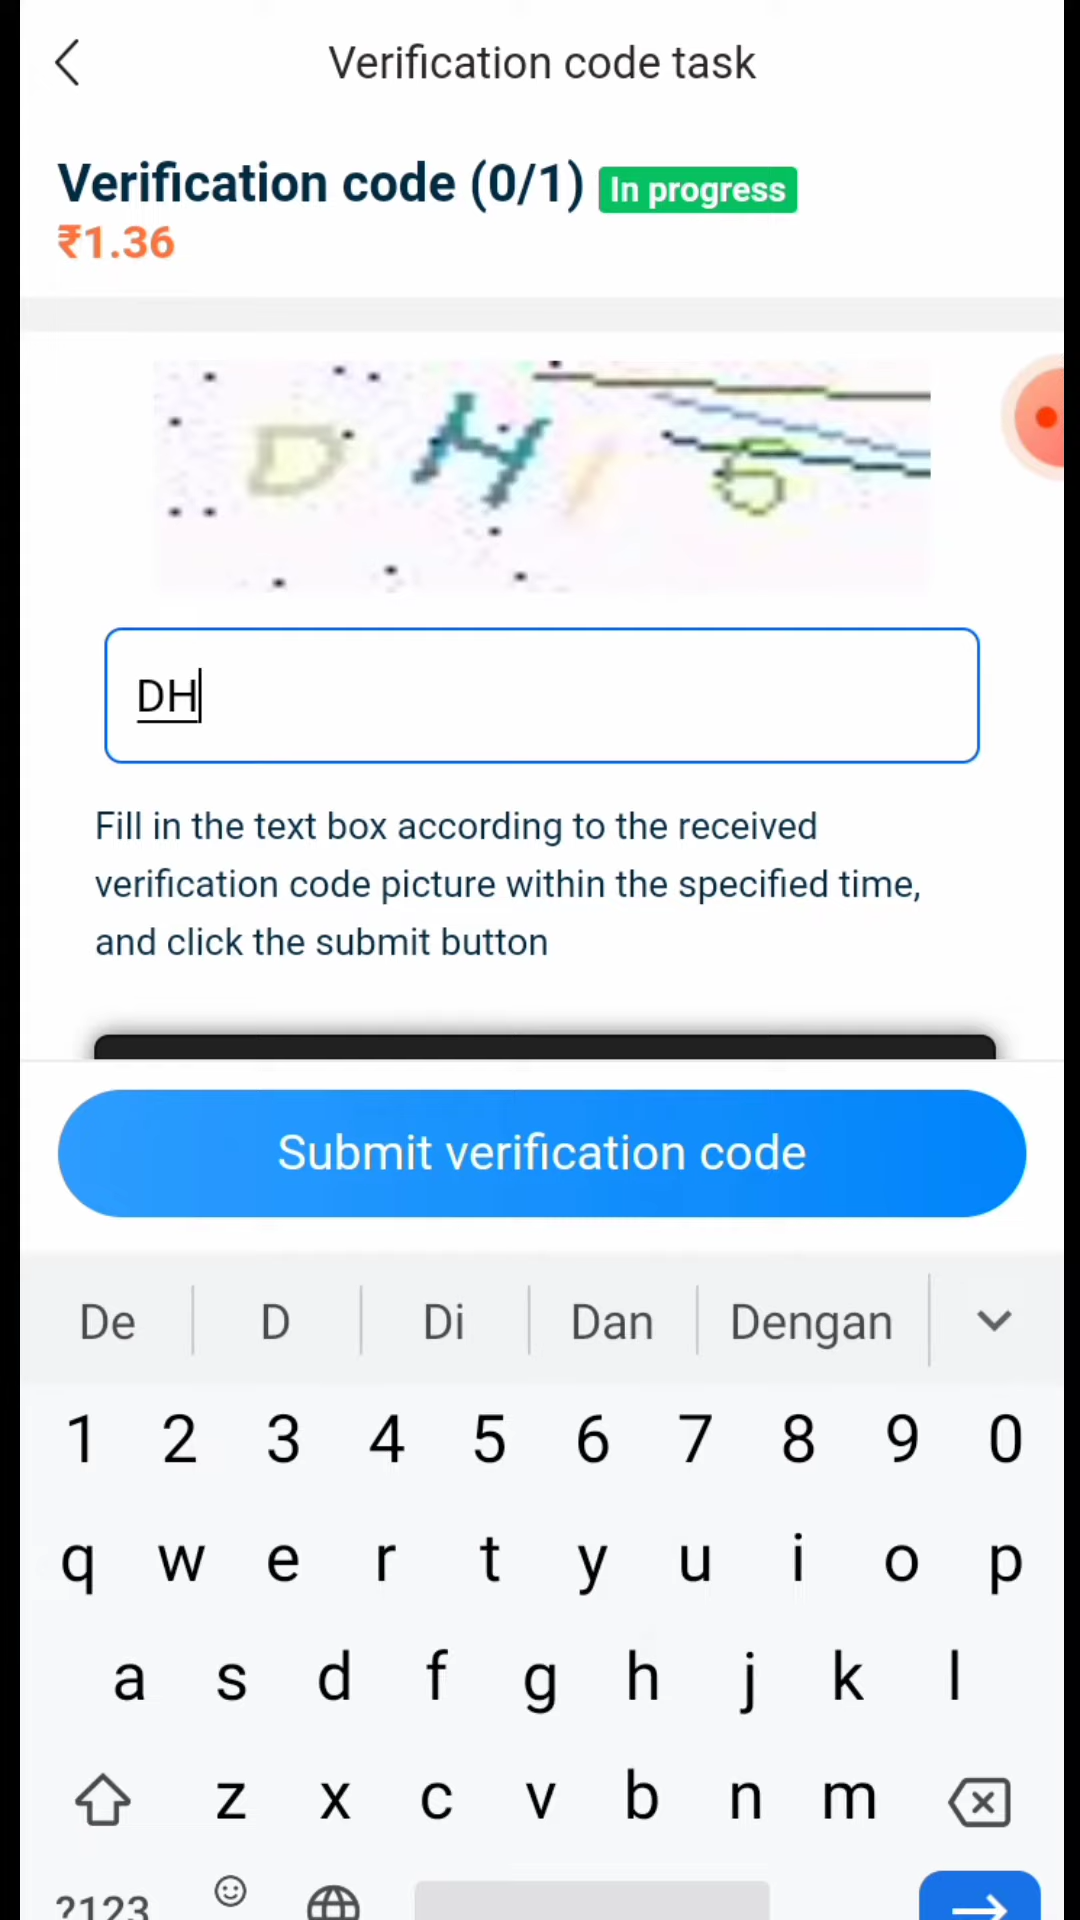 Verification code task
Verification code (0/1) In progress
₹1.36
DH
Fill in the text box according to the received
verification code picture within the specified time,
and click the submit button
Submit verification code
De D Di Dan Dengan
1 2 3 4 5 6 7 8 9 0
q w e r t y u i o p
a s d f g h j k l
z x c v b n m
?123